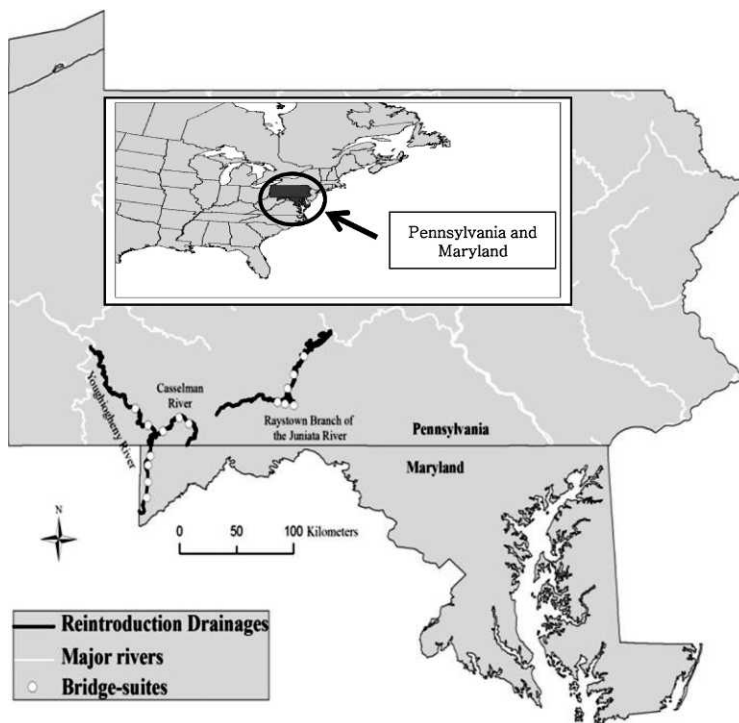 Pennsylvania and
Maryland
Youghiogheny River
Casselman
River
Raystown Branch of
the Juniata River
Pennsylvania
Maryland
N
0 50 100 Kilometers
Reintroduction Drainages
Major rivers
Bridge-suites